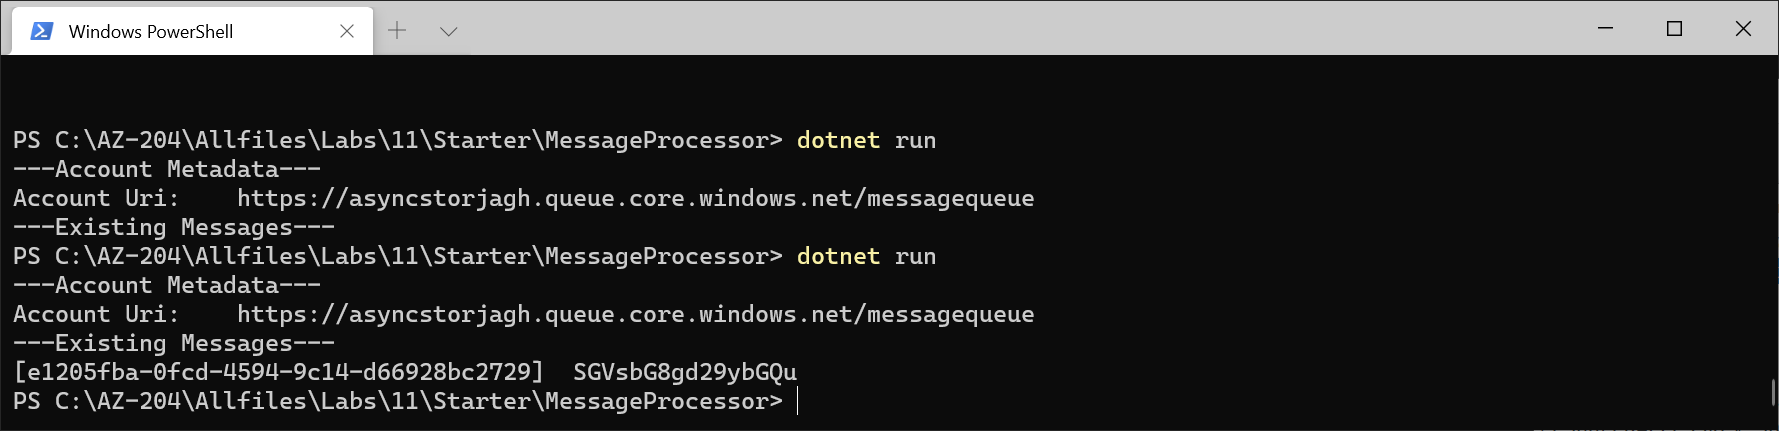 Windows PowerShell
PS C:\AZ-204\Allfiles\Labs\11\Starter\MessageProcessor> dotnet run
---Account Metadata---
Account Uri:    https://asyncstorjagh.queue.core.windows.net/messagequeue
---Existing Messages---
PS C:\AZ-204\Allfiles\Labs\11\Starter\MessageProcessor> dotnet run
---Account Metadata---
Account Uri:    https://asyncstorjagh.queue.core.windows.net/messagequeue
---Existing Messages---
[e1205fba-0fcd-4594-9c14-d66928bc2729]  SGVsbG8gd29ybGQu
PS C:\AZ-204\Allfiles\Labs\11\Starter\MessageProcessor>